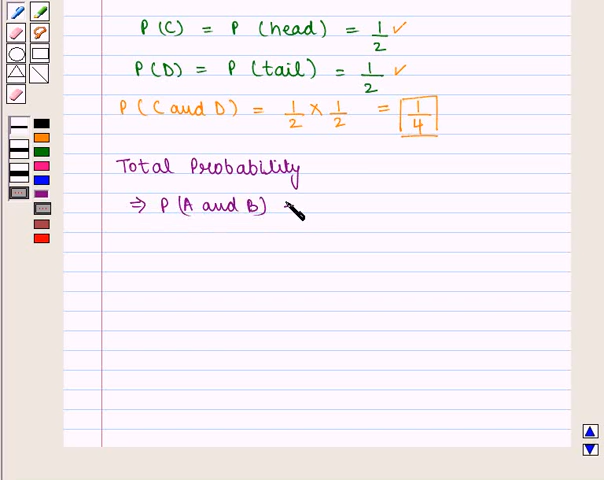 P (C) = P (head) = 1/2 ✓
P (D) = P (tail) = 1/2 ✓
P (C and D) = 1/2 × 1/2 = 1/4
Total Probability
⇒ P (A and B)